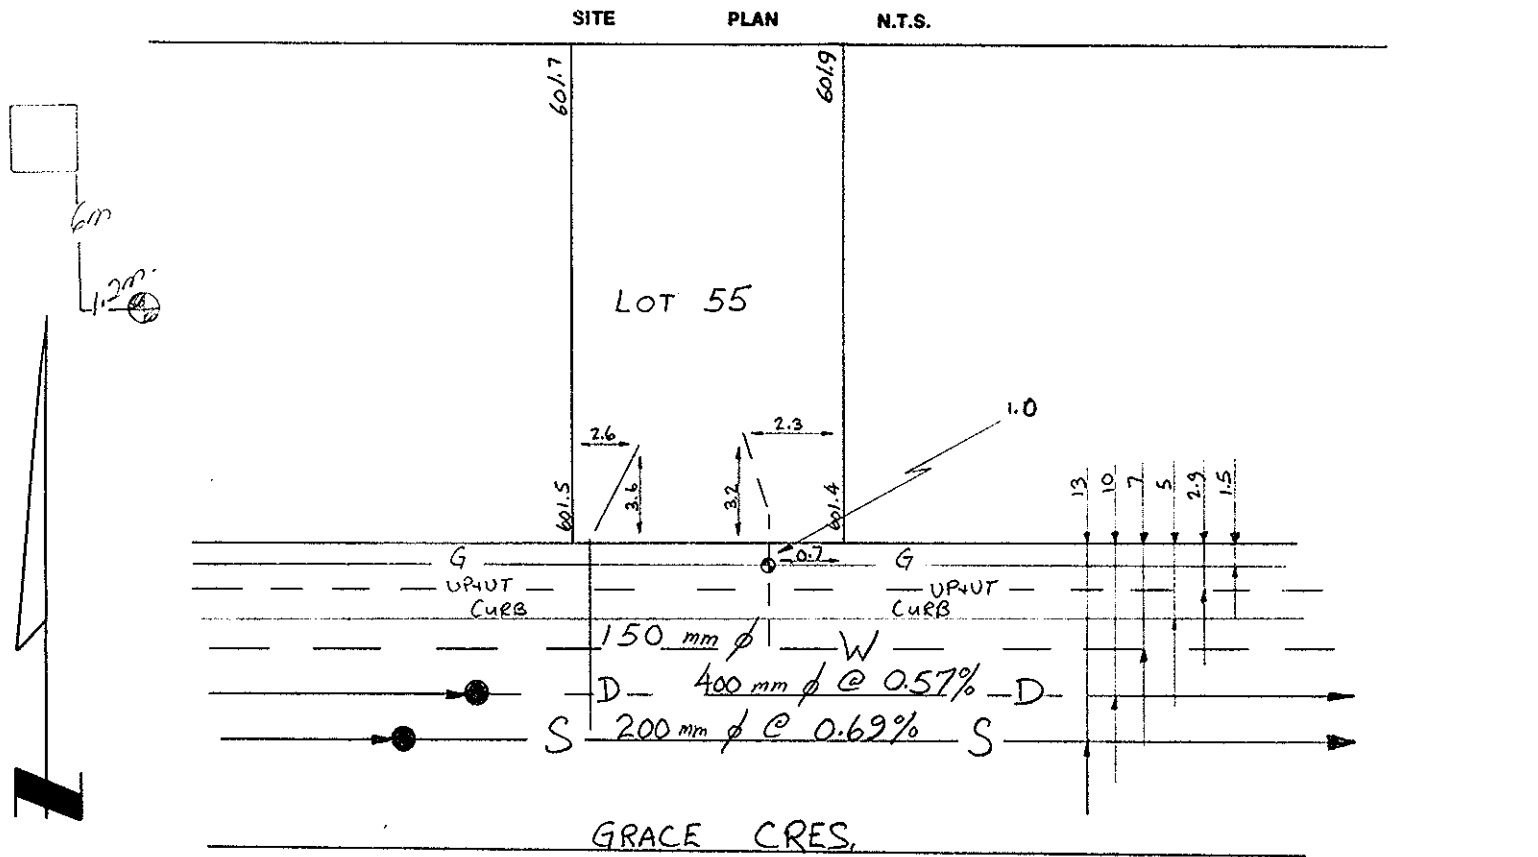 SITE PLAN N.T.S.
601.7
601.9
6m
1.2m.
LOT 55
1.0
2.6
2.3
3.6
3.2
601.5
601.4
13
10
7
5
2.9
1.5
G
0.7
G
UP+UT
UP+UT
CURB
CURB
150 mm ϕ W
D 400 mm ϕ @ 0.57% D
S 200 mm ϕ @ 0.69% S
GRACE CRES.
N